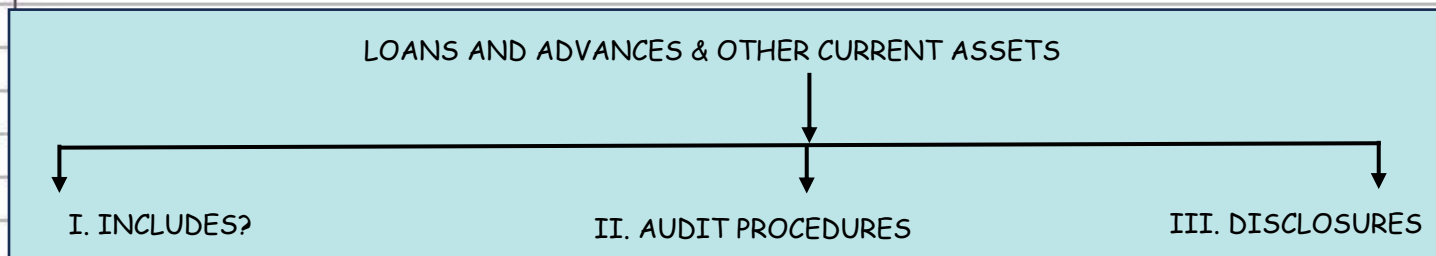 LOANS AND ADVANCES & OTHER CURRENT ASSETS
I. INCLUDES?
II. AUDIT PROCEDURES
III. DISCLOSURES